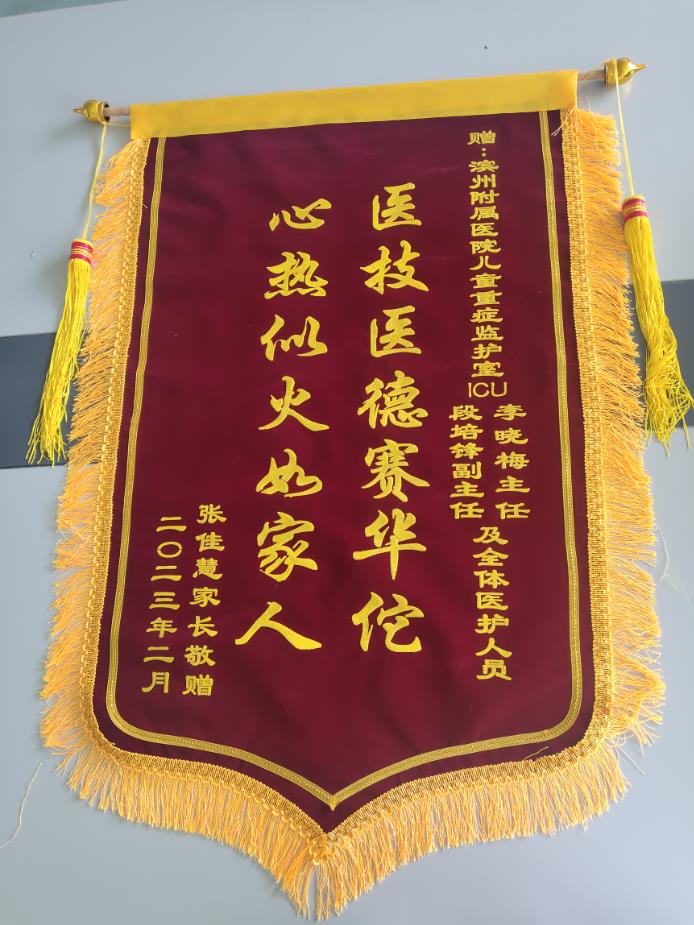 赠：滨州附属医院儿童重症监护室ICU
李晓梅主任
段培锋副主任
及全体医护人员
医技医德赛华佗
心热似火如家人
张佳慧家长敬赠
二〇二三年二月